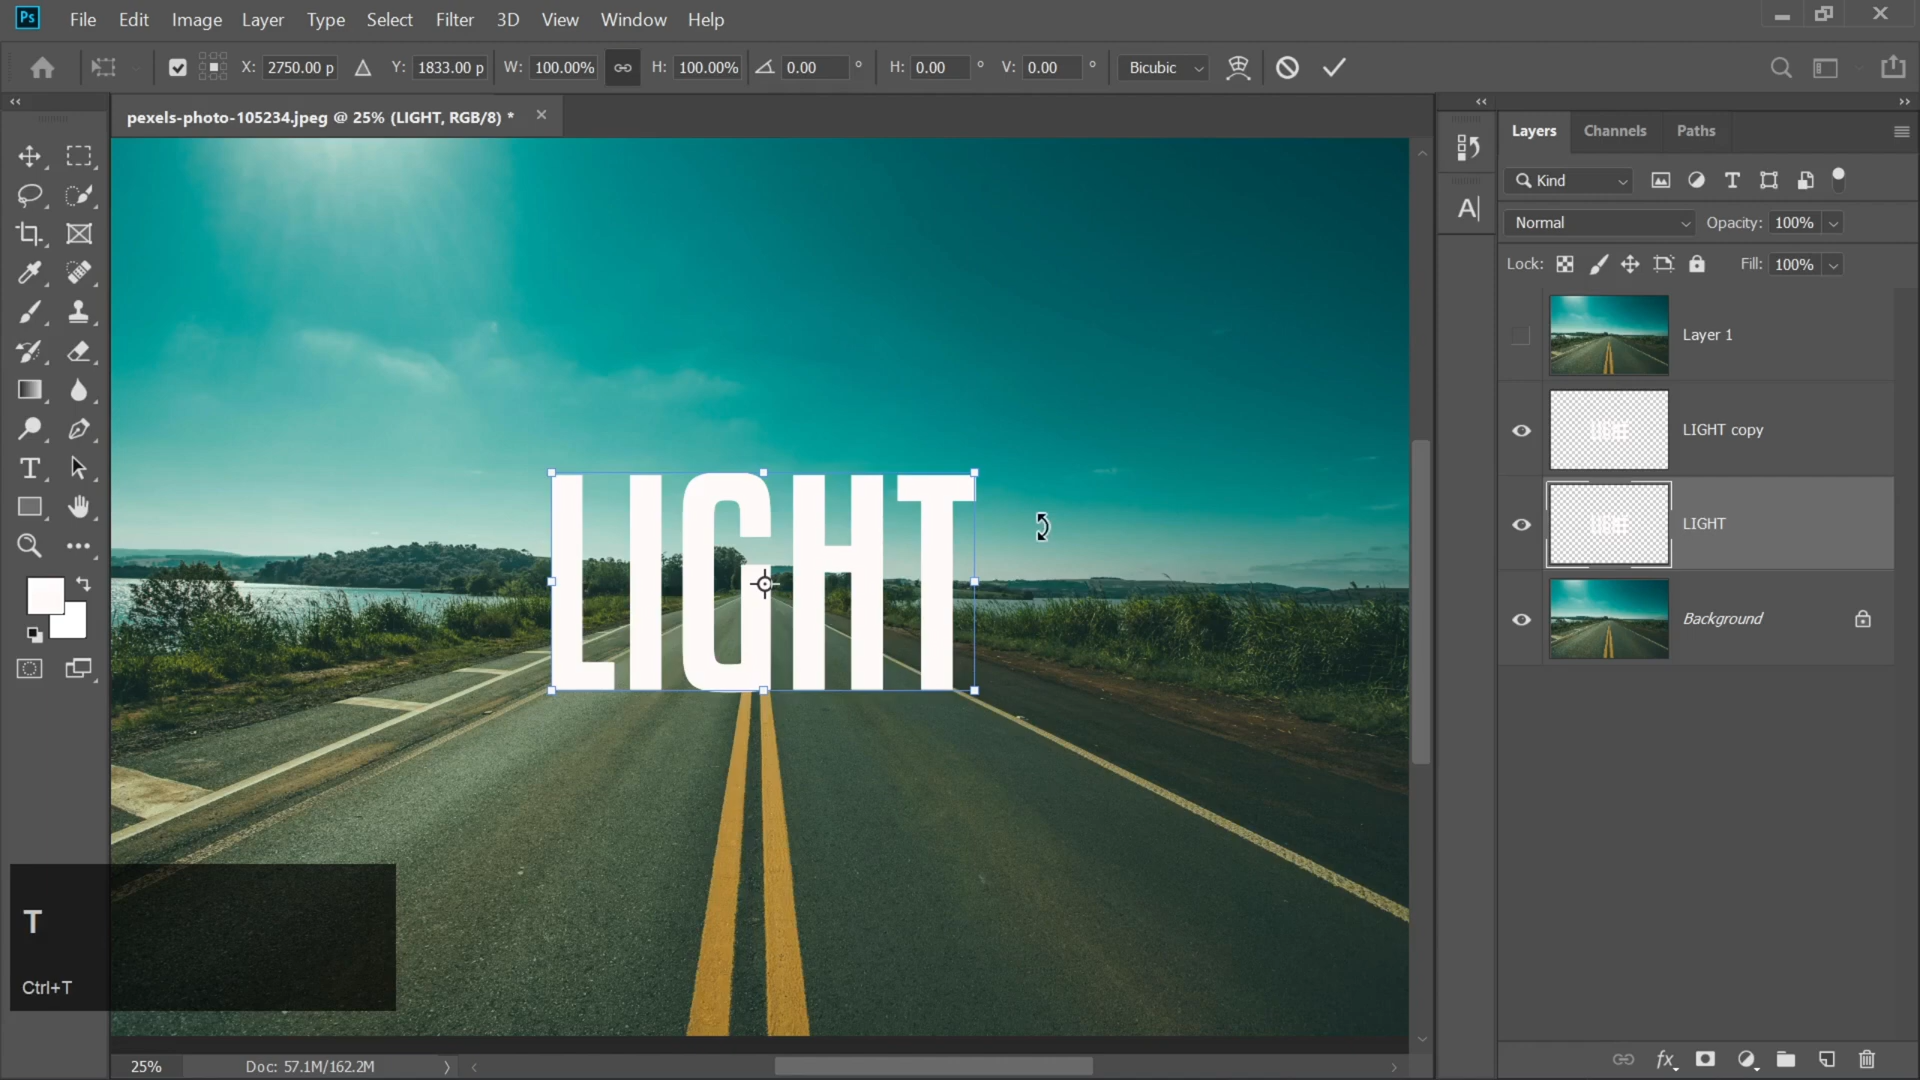 Ps File Edit Image Layer Type Select Filter 3D View Window Help
X: 2750.00 p Y: 1833.00 p W: 100.00% H: 100.00% 0.00 ° H: 0.00 ° V: 0.00 ° Bicubic
pexels-photo-105234.jpeg @ 25% (LIGHT, RGB/8) *
Layers Channels Paths
Kind
Normal Opacity: 100%
Lock: Fill: 100%
Layer 1
LIGHT copy
LIGHT
Background
LIGHT
T
Ctrl+T
25% Doc: 57.1M/162.2M